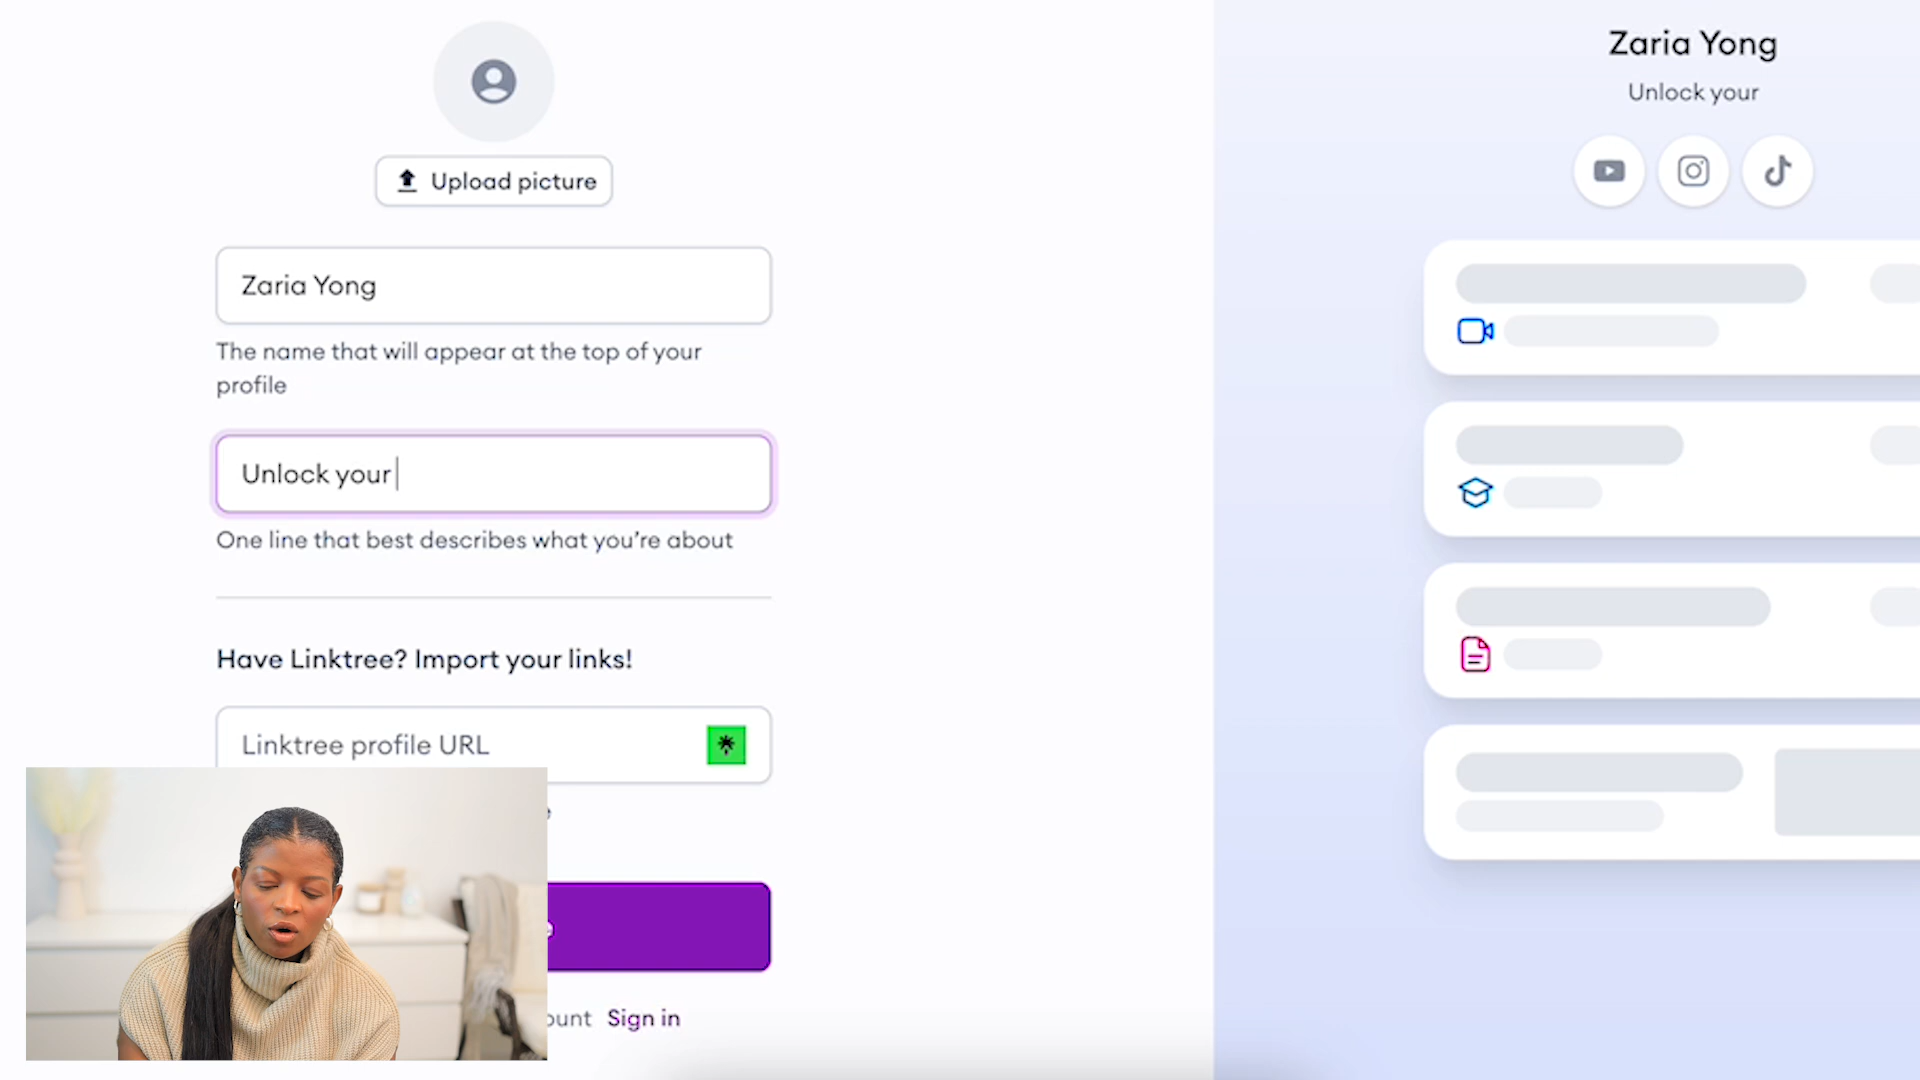 Upload picture
Zaria Yong
The name that will appear at the top of your
profile
Unlock your
One line that best describes what you're about
Have Linktree? Import your links!
Linktree profile URL
Sign in
Zaria Yong
Unlock your